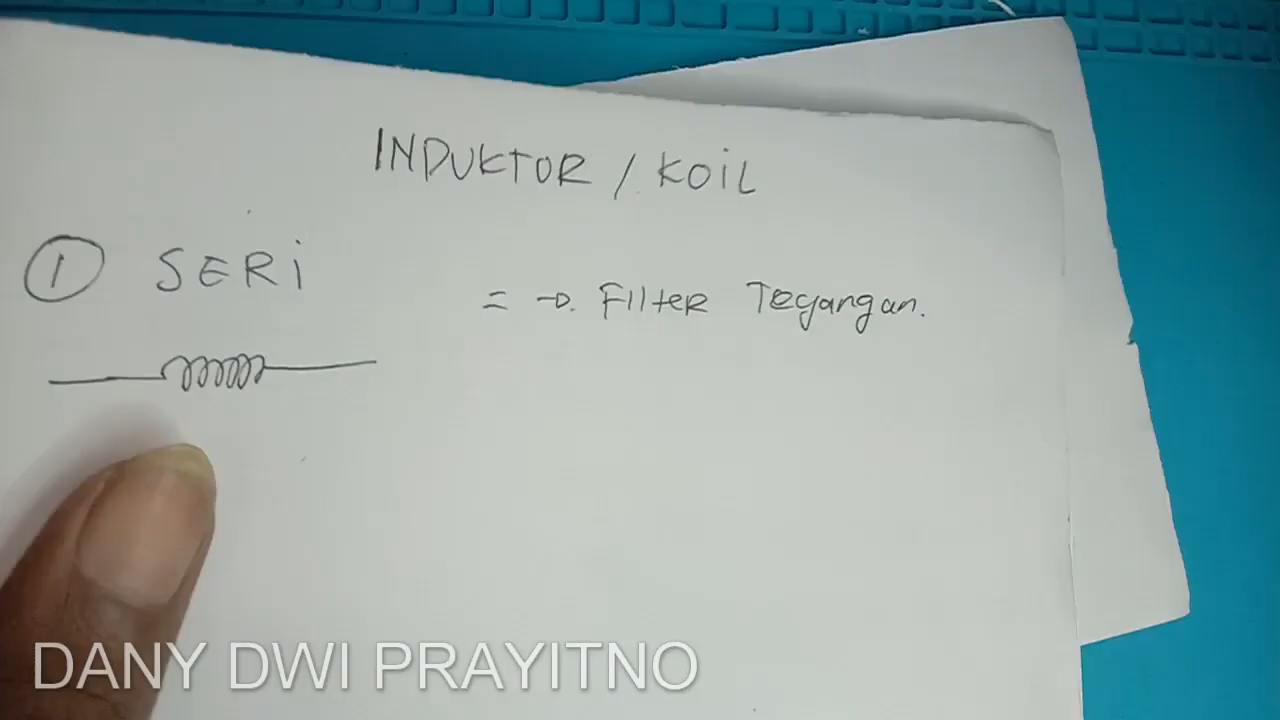 INDUKTOR / KOIL
1 SERI
= → Filter Tegangan.
DANY DWI PRAYITNO